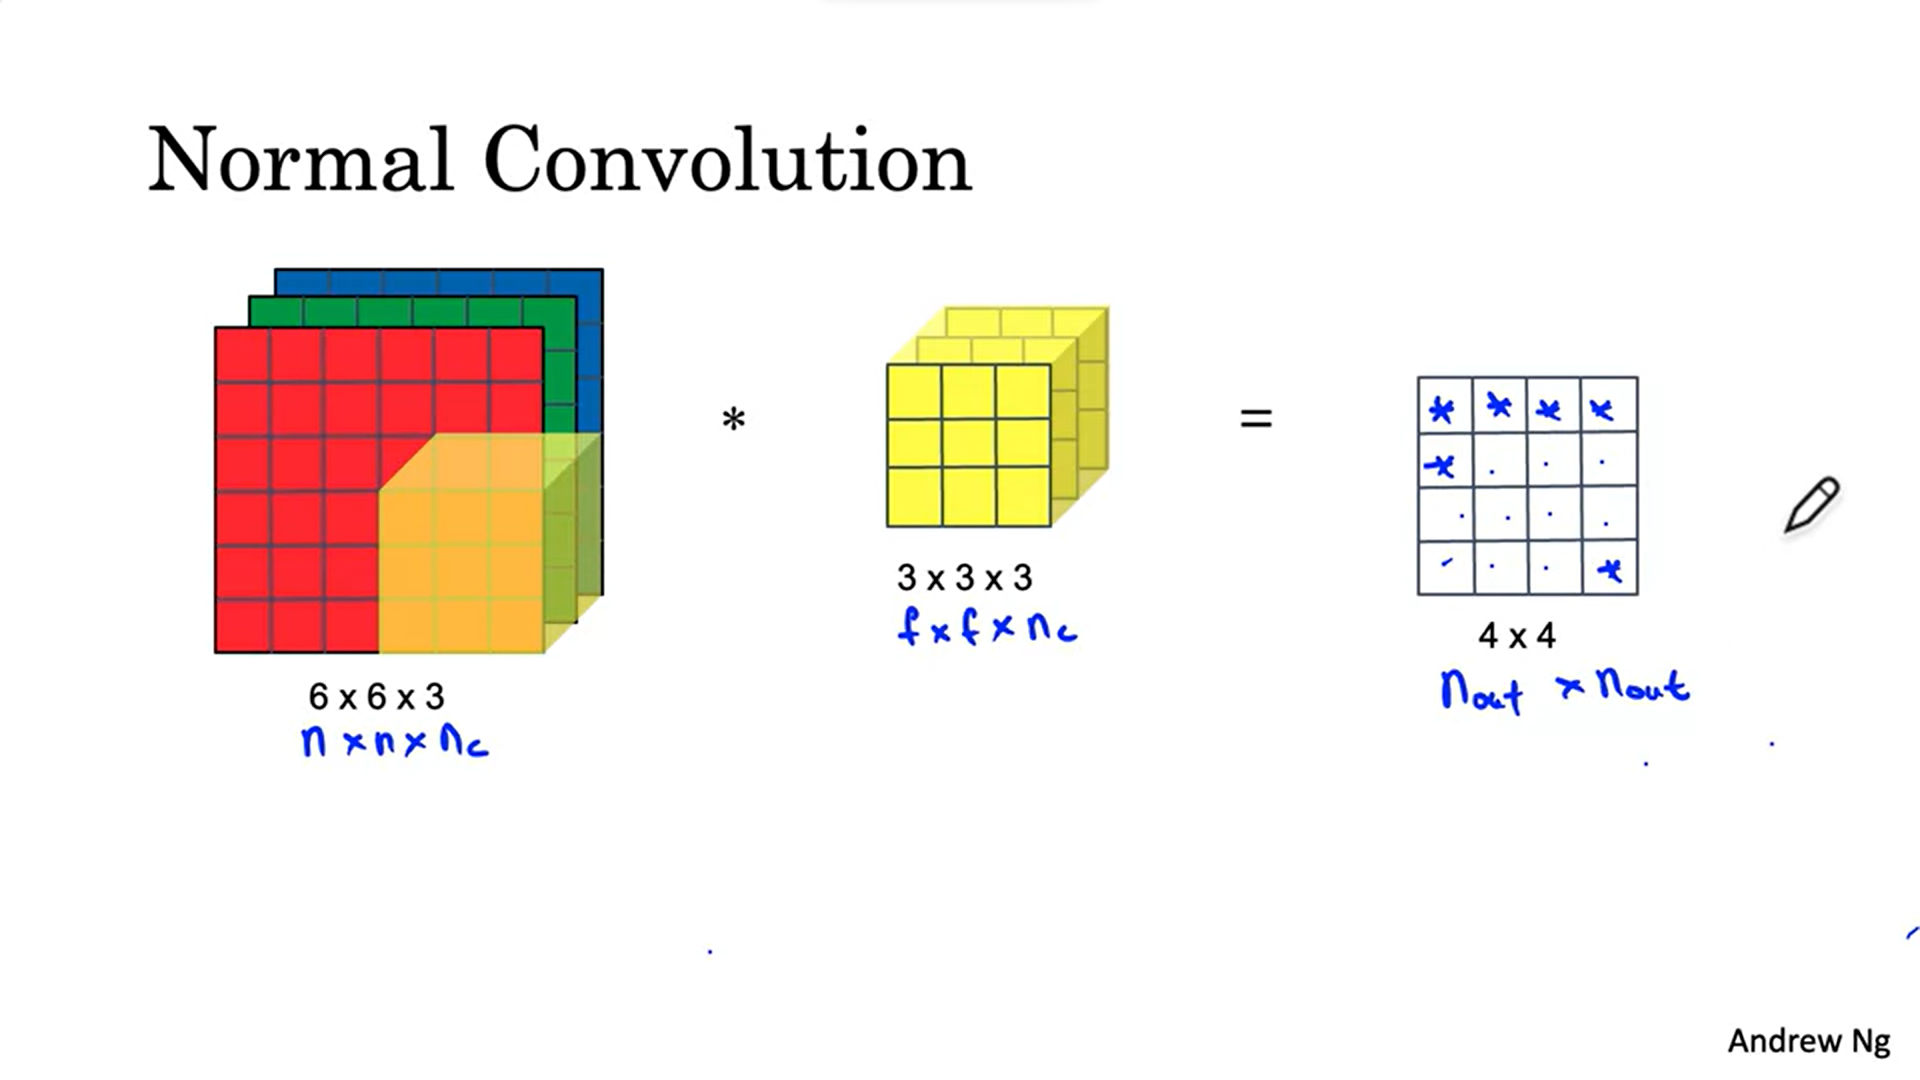 Normal Convolution
* =
3 x 3 x 3
f x f x nc
4 x 4
nout x nout
6 x 6 x 3
n x n x nc
Andrew Ng